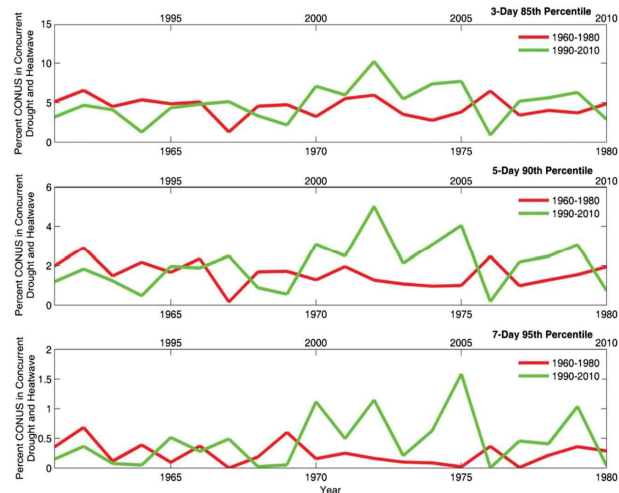 3-Day 85th Percentile
1995 2000 2005 2010
15
10
5
0
Percent CONUS in Concurrent
Drought and Heatwave
1960-1980
1990-2010
1965 1970 1975 1980
5-Day 90th Percentile
1995 2000 2005 2010
6
4
2
0
Percent CONUS in Concurrent
Drought and Heatwave
1960-1980
1990-2010
1965 1970 1975 1980
7-Day 95th Percentile
1995 2000 2005 2010
2
1.5
1
0.5
0
Percent CONUS in Concurrent
Drought and Heatwave
1960-1980
1990-2010
1965 1970 1975 1980
Year